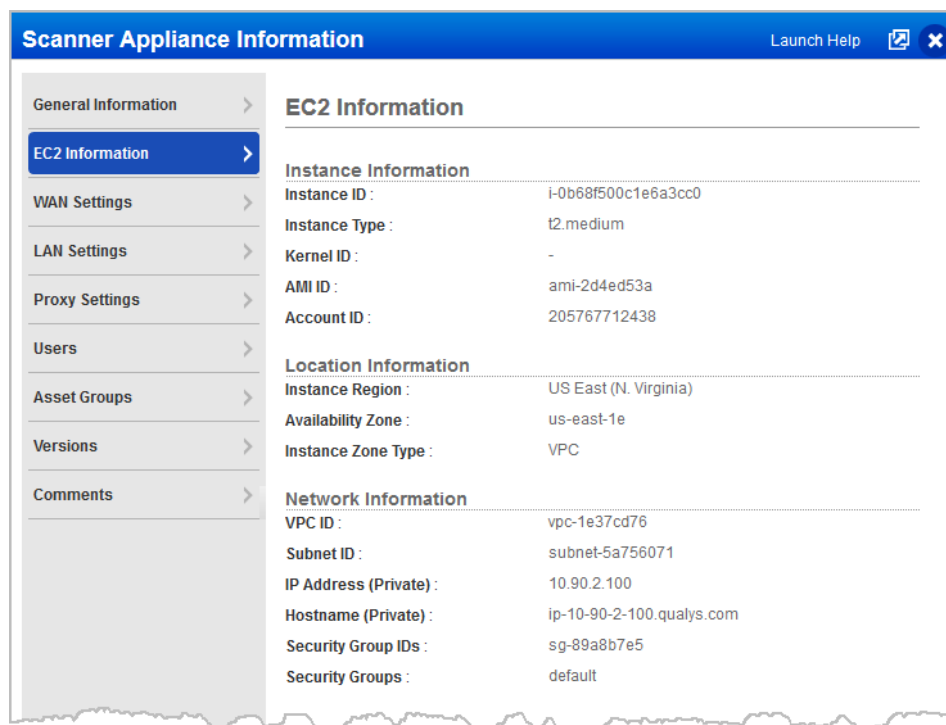 Scanner Appliance Information
Launch Help
General Information
EC2 Information
WAN Settings
LAN Settings
Proxy Settings
Users
Asset Groups
Versions
Comments
EC2 Information
Instance Information
Instance ID : i-0b68f500c1e6a3cc0
Instance Type : t2.medium
Kernel ID : -
AMI ID : ami-2d4ed53a
Account ID : 205767712438
Location Information
Instance Region : US East (N. Virginia)
Availability Zone : us-east-1e
Instance Zone Type : VPC
Network Information
VPC ID : vpc-1e37cd76
Subnet ID : subnet-5a756071
IP Address (Private) : 10.90.2.100
Hostname (Private) : ip-10-90-2-100.qualys.com
Security Group IDs : sg-89a8b7e5
Security Groups : default